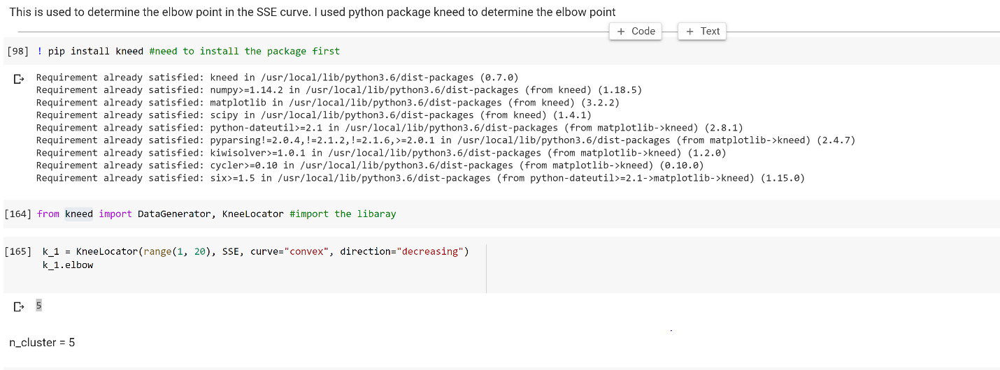 This is used to determine the elbow point in the SSE curve. I used python package kneed to determine the elbow point
+ Code + Text
[98] ! pip install kneed #need to install the package first
Requirement already satisfied: kneed in /usr/local/lib/python3.6/dist-packages (0.7.0)
Requirement already satisfied: numpy>=1.14.2 in /usr/local/lib/python3.6/dist-packages (from kneed) (1.18.5)
Requirement already satisfied: matplotlib in /usr/local/lib/python3.6/dist-packages (from kneed) (3.2.2)
Requirement already satisfied: scipy in /usr/local/lib/python3.6/dist-packages (from kneed) (1.4.1)
Requirement already satisfied: python-dateutil>=2.1 in /usr/local/lib/python3.6/dist-packages (from matplotlib->kneed) (2.8.1)
Requirement already satisfied: pyparsing!=2.0.4,!=2.1.2,!=2.1.6,>=2.0.1 in /usr/local/lib/python3.6/dist-packages (from matplotlib->kneed) (2.4.7)
Requirement already satisfied: kiwisolver>=1.0.1 in /usr/local/lib/python3.6/dist-packages (from matplotlib->kneed) (1.2.0)
Requirement already satisfied: cycler>=0.10 in /usr/local/lib/python3.6/dist-packages (from matplotlib->kneed) (0.10.0)
Requirement already satisfied: six>=1.5 in /usr/local/lib/python3.6/dist-packages (from python-dateutil>=2.1->matplotlib->kneed) (1.15.0)
[164] from kneed import DataGenerator, KneeLocator #import the libaray
[165] k_1 = KneeLocator(range(1, 20), SSE, curve="convex", direction="decreasing")
k_1.elbow
5
n_cluster = 5